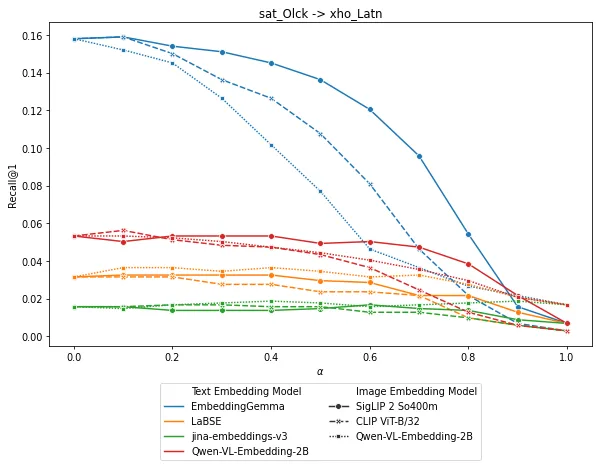 sat_Olck -> xho_Latn
Recall@1
0.16
0.14
0.12
0.10
0.08
0.06
0.04
0.02
0.00
0.0 0.2 0.4 0.6 0.8 1.0
α
Text Embedding Model
EmbeddingGemma
LaBSE
jina-embeddings-v3
Qwen-VL-Embedding-2B
Image Embedding Model
SigLIP 2 So400m
CLIP ViT-B/32
Qwen-VL-Embedding-2B